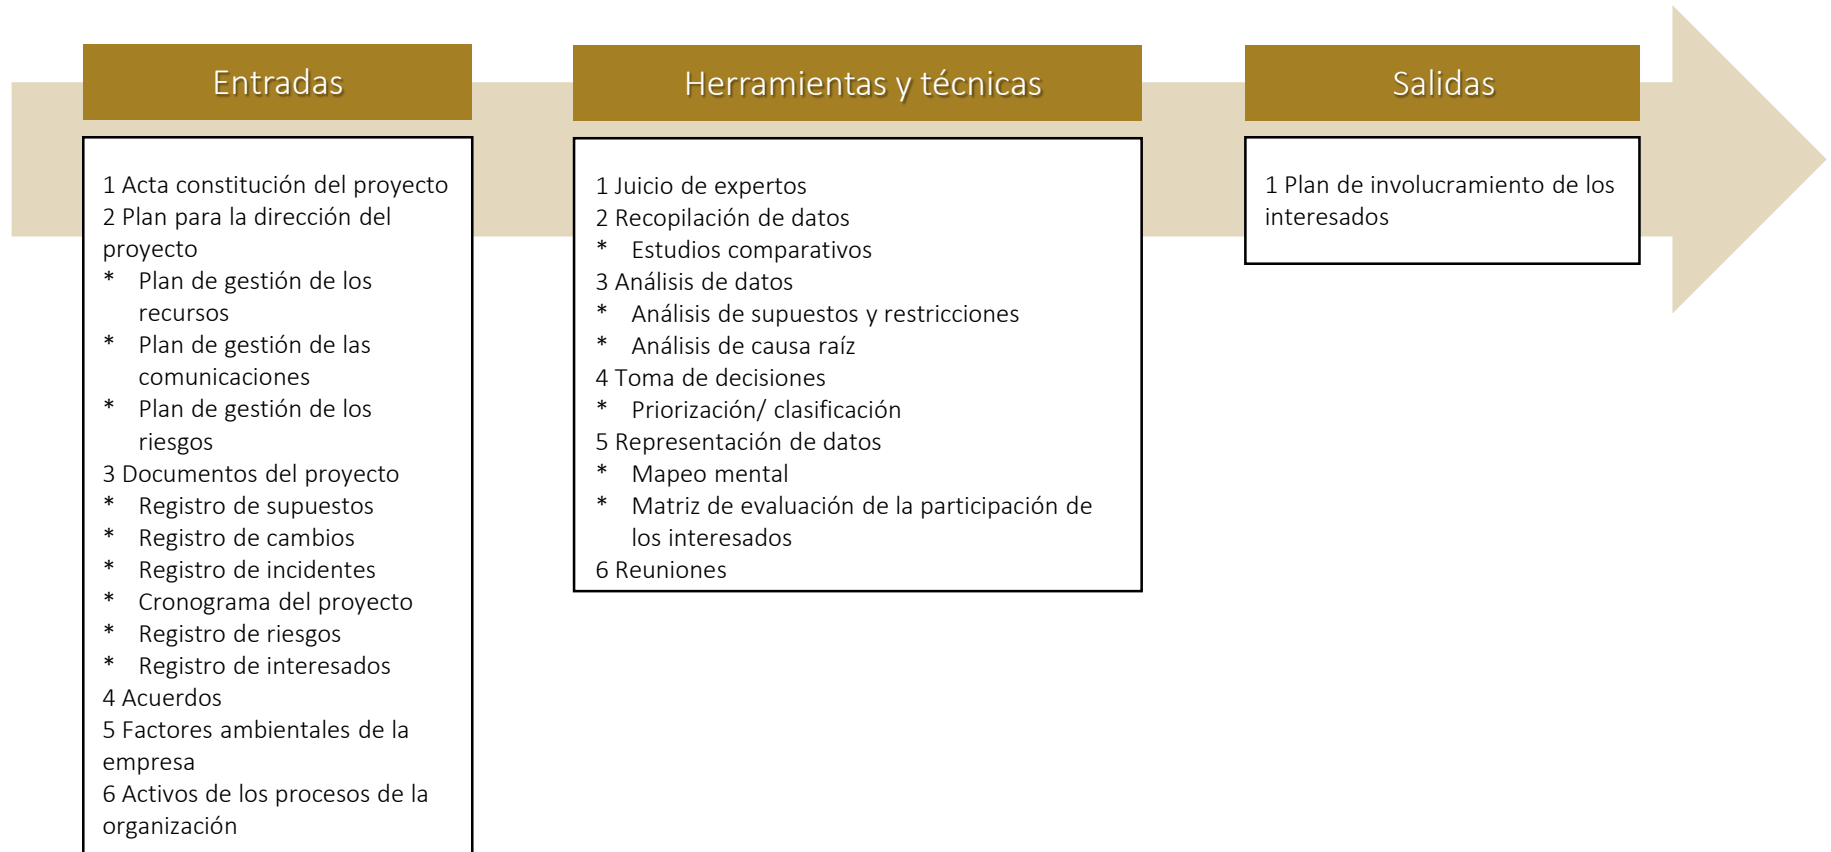 Entradas
1 Acta constitución del proyecto
2 Plan para la dirección del
proyecto
* Plan de gestión de los
recursos
* Plan de gestión de las
comunicaciones
* Plan de gestión de los
riesgos
3 Documentos del proyecto
* Registro de supuestos
* Registro de cambios
* Registro de incidentes
* Cronograma del proyecto
* Registro de riesgos
* Registro de interesados
4 Acuerdos
5 Factores ambientales de la
empresa
6 Activos de los procesos de la
organización
Herramientas y técnicas
1 Juicio de expertos
2 Recopilación de datos
* Estudios comparativos
3 Análisis de datos
* Análisis de supuestos y restricciones
* Análisis de causa raíz
4 Toma de decisiones
* Priorización/ clasificación
5 Representación de datos
* Mapeo mental
* Matriz de evaluación de la participación de
los interesados
6 Reuniones
Salidas
1 Plan de involucramiento de los
interesados